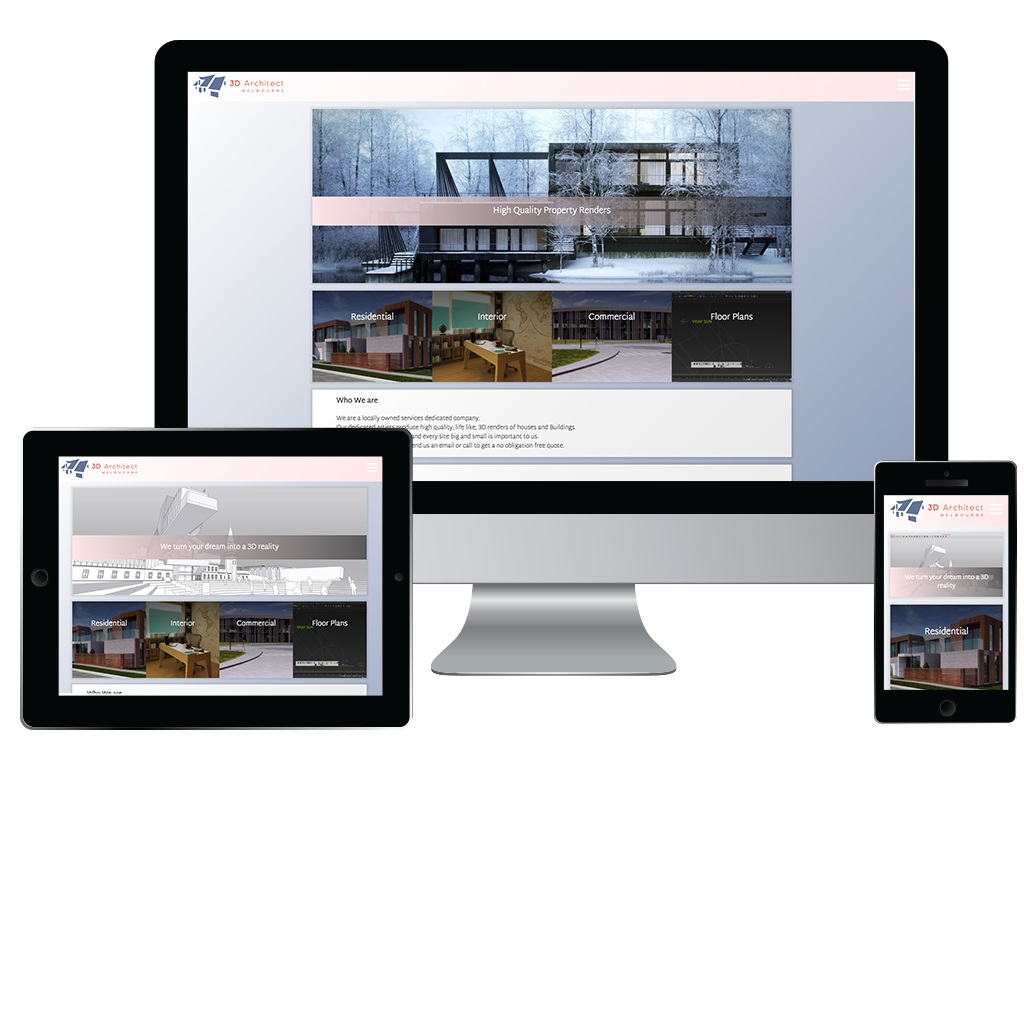 3D Architect
MELBOURNE
High Quality Property Renders
Residential
Interior
Commercial
Floor Plans
Who We are
We are a locally owned services dedicated company.
Our dedicated artists produce high quality, life like, 3D renders of houses and Buildings.
and every site big and small is important to us.
end us an email or call to get a no obligation free quote.
3D Architect
MELBOURNE
We turn your dream into a 3D reality
Residential
Interior
Commercial
Floor Plans
Who We are
3D Architect
MELBOURNE
We turn your dream into a 3D
reality
Residential